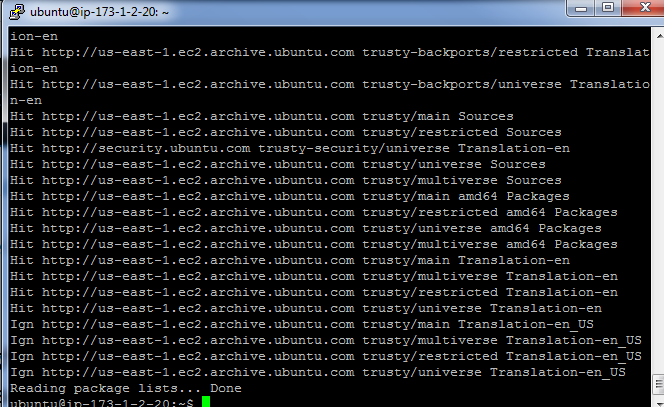 ubuntu@ip-173-1-2-20: ~
ion-en
Hit http://us-east-1.ec2.archive.ubuntu.com trusty-backports/restricted Translat
ion-en
Hit http://us-east-1.ec2.archive.ubuntu.com trusty-backports/universe Translatio
n-en
Hit http://us-east-1.ec2.archive.ubuntu.com trusty/main Sources
Hit http://us-east-1.ec2.archive.ubuntu.com trusty/restricted Sources
Hit http://security.ubuntu.com trusty-security/universe Translation-en
Hit http://us-east-1.ec2.archive.ubuntu.com trusty/universe Sources
Hit http://us-east-1.ec2.archive.ubuntu.com trusty/multiverse Sources
Hit http://us-east-1.ec2.archive.ubuntu.com trusty/main amd64 Packages
Hit http://us-east-1.ec2.archive.ubuntu.com trusty/restricted amd64 Packages
Hit http://us-east-1.ec2.archive.ubuntu.com trusty/universe amd64 Packages
Hit http://us-east-1.ec2.archive.ubuntu.com trusty/multiverse amd64 Packages
Hit http://us-east-1.ec2.archive.ubuntu.com trusty/main Translation-en
Hit http://us-east-1.ec2.archive.ubuntu.com trusty/multiverse Translation-en
Hit http://us-east-1.ec2.archive.ubuntu.com trusty/restricted Translation-en
Hit http://us-east-1.ec2.archive.ubuntu.com trusty/universe Translation-en
Ign http://us-east-1.ec2.archive.ubuntu.com trusty/main Translation-en_US
Ign http://us-east-1.ec2.archive.ubuntu.com trusty/multiverse Translation-en_US
Ign http://us-east-1.ec2.archive.ubuntu.com trusty/restricted Translation-en_US
Ign http://us-east-1.ec2.archive.ubuntu.com trusty/universe Translation-en_US
Reading package lists... Done
ubuntu@ip-173-1-2-20:~$